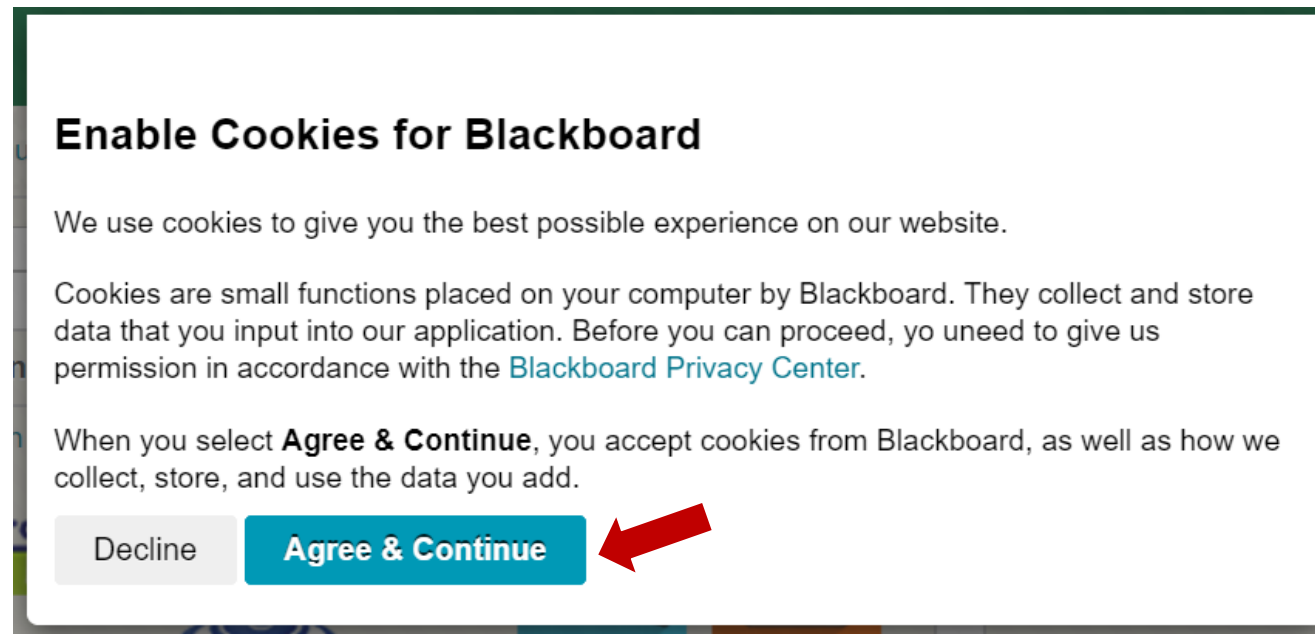 Enable Cookies for Blackboard
We use cookies to give you the best possible experience on our website.
Cookies are small functions placed on your computer by Blackboard. They collect and store
data that you input into our application. Before you can proceed, yo uneed to give us
permission in accordance with the Blackboard Privacy Center.
When you select Agree & Continue, you accept cookies from Blackboard, as well as how we
collect, store, and use the data you add.
Decline Agree & Continue